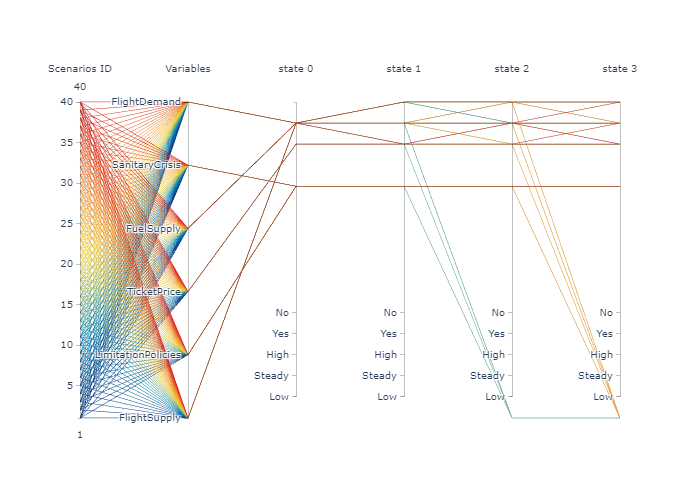 Scenarios ID Variables state 0 state 1 state 2 state 3
40
40 FlightDemand
35
SanitaryCrisis
30
25
FuelSupply
20
TicketPrice
15
No No No No
Yes Yes Yes Yes
10 LimitationPolicies High High High High
5 Steady Steady Steady Steady
Low Low Low Low
FlightSupply
1